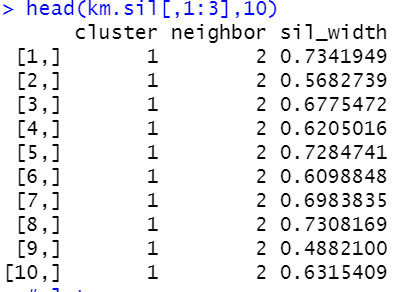 > head(km.sil[,1:3],10)
cluster neighbor sil_width
[1,] 1 2 0.7341949
[2,] 1 2 0.5682739
[3,] 1 2 0.6775472
[4,] 1 2 0.6205016
[5,] 1 2 0.7284741
[6,] 1 2 0.6098848
[7,] 1 2 0.6983835
[8,] 1 2 0.7308169
[9,] 1 2 0.4882100
[10,] 1 2 0.6315409